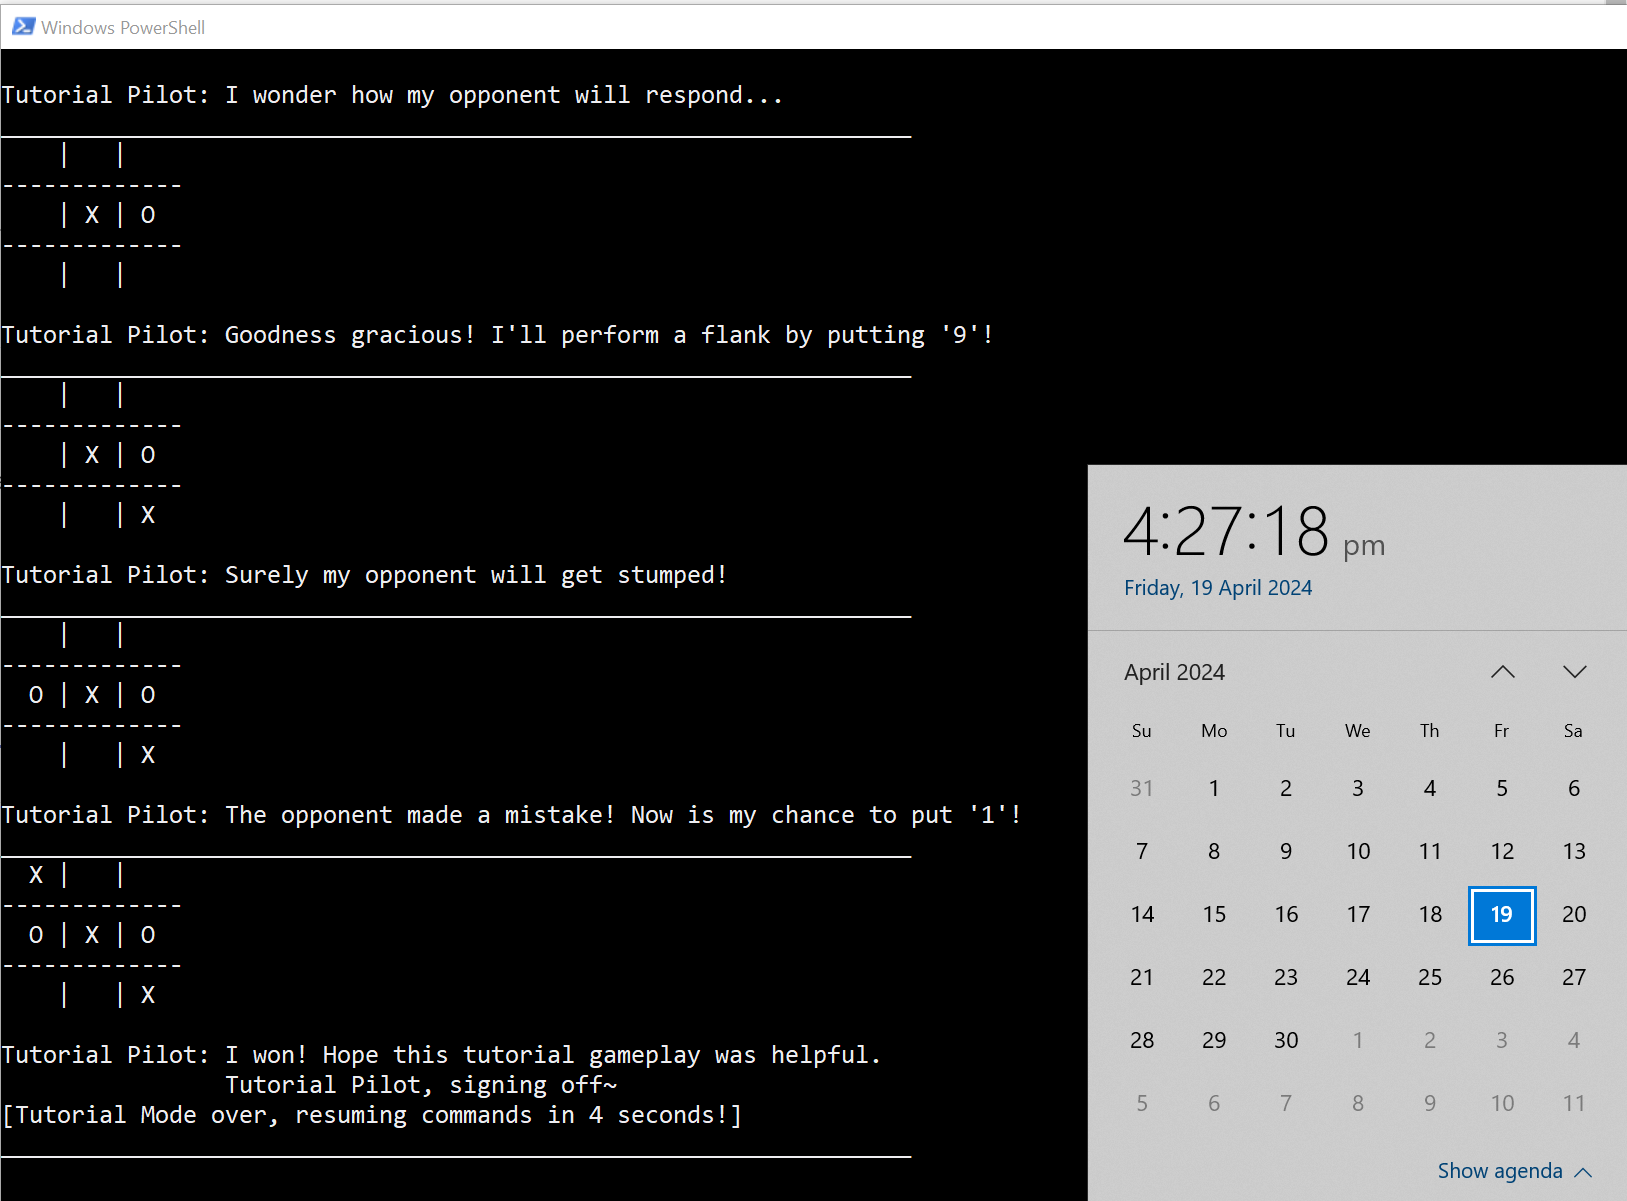 Windows PowerShell
Tutorial Pilot: I wonder how my opponent will respond...
____________________________________________________________
    |   |
-------------
    | X | O
-------------
    |   |
Tutorial Pilot: Goodness gracious! I'll perform a flank by putting '9'!
____________________________________________________________
    |   |
-------------
    | X | O
-------------
    |   | X
Tutorial Pilot: Surely my opponent will get stumped!
____________________________________________________________
    |   |
-------------
  O | X | O
-------------
    |   | X
Tutorial Pilot: The opponent made a mistake! Now is my chance to put '1'!
____________________________________________________________
  X |   |
-------------
  O | X | O
-------------
    |   | X
Tutorial Pilot: I won! Hope this tutorial gameplay was helpful.
                Tutorial Pilot, signing off~
[Tutorial Mode over, resuming commands in 4 seconds!]
____________________________________________________________
4:27:18 pm
Friday, 19 April 2024
April 2024
Su Mo Tu We Th Fr Sa
31 1 2 3 4 5 6
7 8 9 10 11 12 13
14 15 16 17 18 19 20
21 22 23 24 25 26 27
28 29 30 1 2 3 4
5 6 7 8 9 10 11
Show agenda